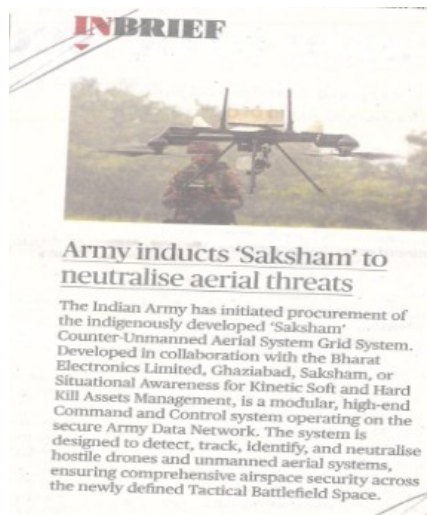 INBRIEF
Army inducts ‘Saksham’ to
neutralise aerial threats
The Indian Army has initiated procurement of
the indigenously developed ‘Saksham’
Counter-Unmanned Aerial System Grid System.
Developed in collaboration with the Bharat
Electronics Limited, Ghaziabad, Saksham, or
Situational Awareness for Kinetic Soft and Hard
Kill Assets Management, is a modular, high-end
Command and Control system operating on the
secure Army Data Network. The system is
designed to detect, track, identify, and neutralise
hostile drones and unmanned aerial systems,
ensuring comprehensive airspace security across
the newly defined Tactical Battlefield Space.